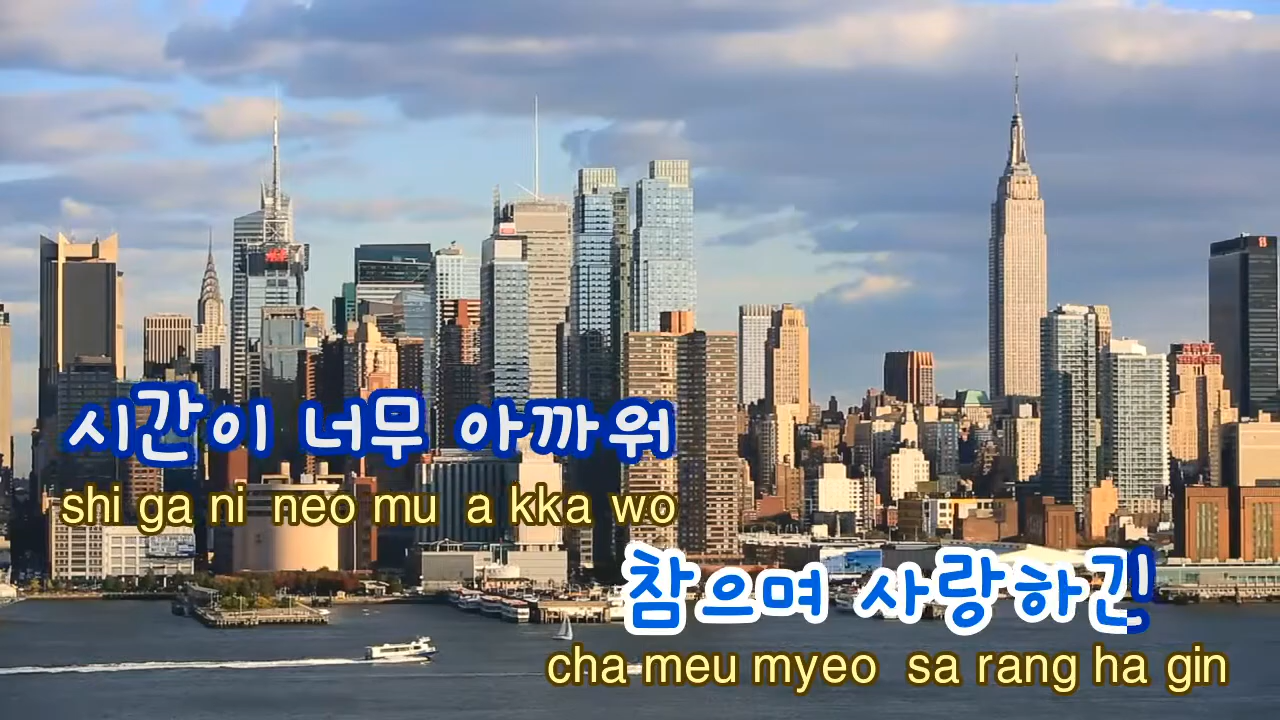 시간이 너무 아까워
shi ga ni neo mu a kka wo
참으며 사랑하긴
cha meu myeo sa rang ha gin